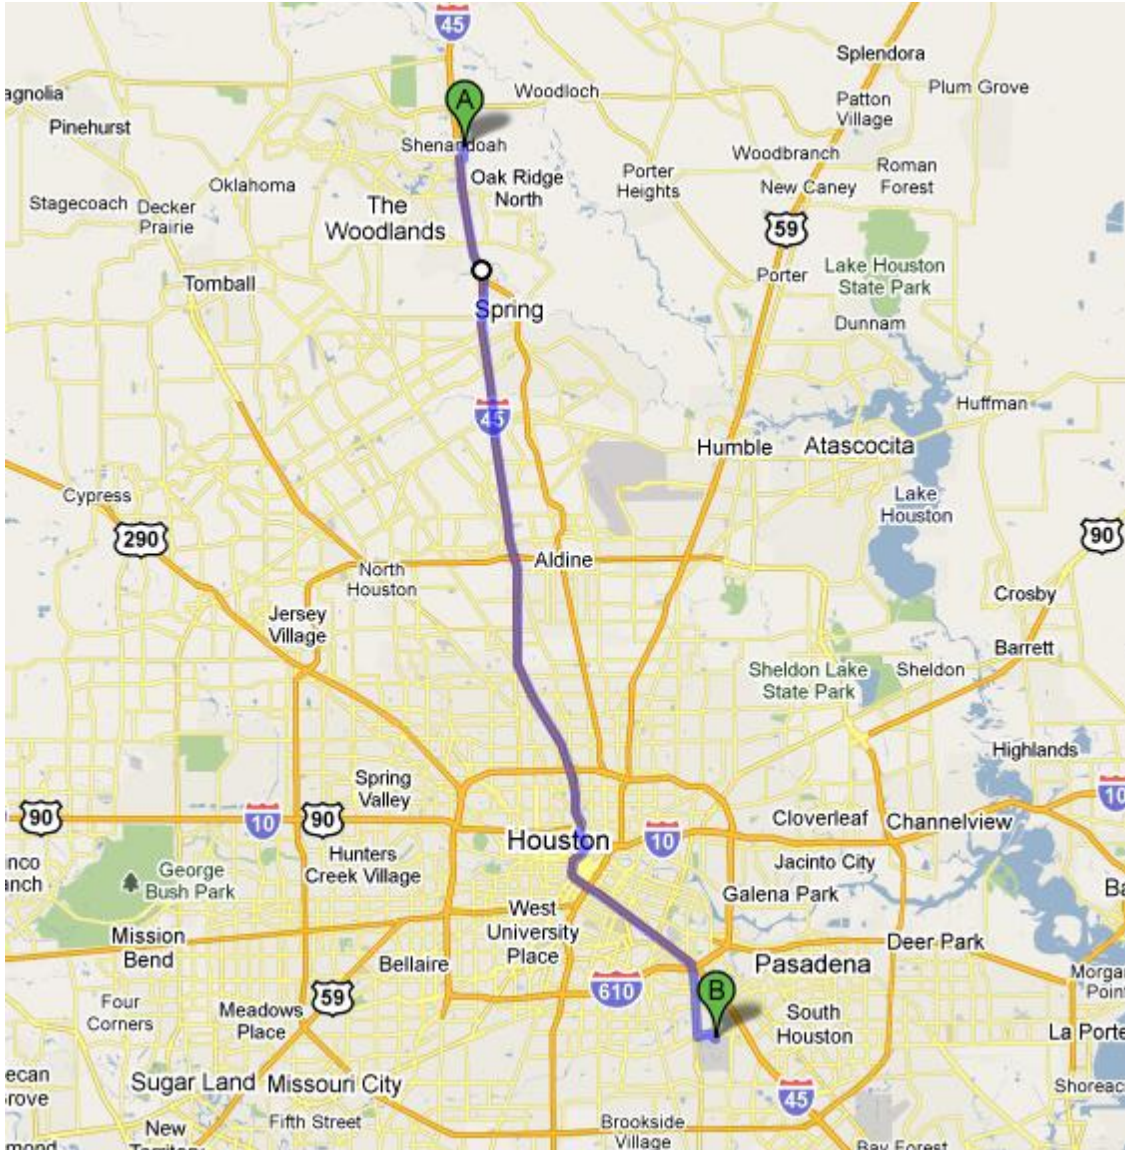 45
Splendora
agnolia
Woodloch
Plum Grove
A
Patton
Village
Pinehurst
Shenandoah
Woodbranch
Roman
Forest
Porter
Heights
Oak Ridge
North
Oklahoma
New Caney
Stagecoach
Decker
Prairie
The
Woodlands
59
Lake Houston
State Park
Porter
Tomball
Spring
Dunnam
Huffman
45
Humble
Atascocita
Cypress
Lake
Houston
290
90
Aldine
North
Houston
Crosby
Jersey
Village
Barrett
Sheldon Lake
State Park
Sheldon
Highlands
Spring
Valley
10
90
10
90
Cloverleaf
Channelview
Houston
10
Hunters
Creek Village
Jacinto City
George
Bush Park
Galena Park
West
University
Place
Mission
Bend
Deer Park
Bellaire
Pasadena
610
B
59
Four
Corners
Meadows
Place
South
Houston
La Porte
Sugar Land
Missouri City
45
Shoreac
Fifth Street
Brookside
Village
New